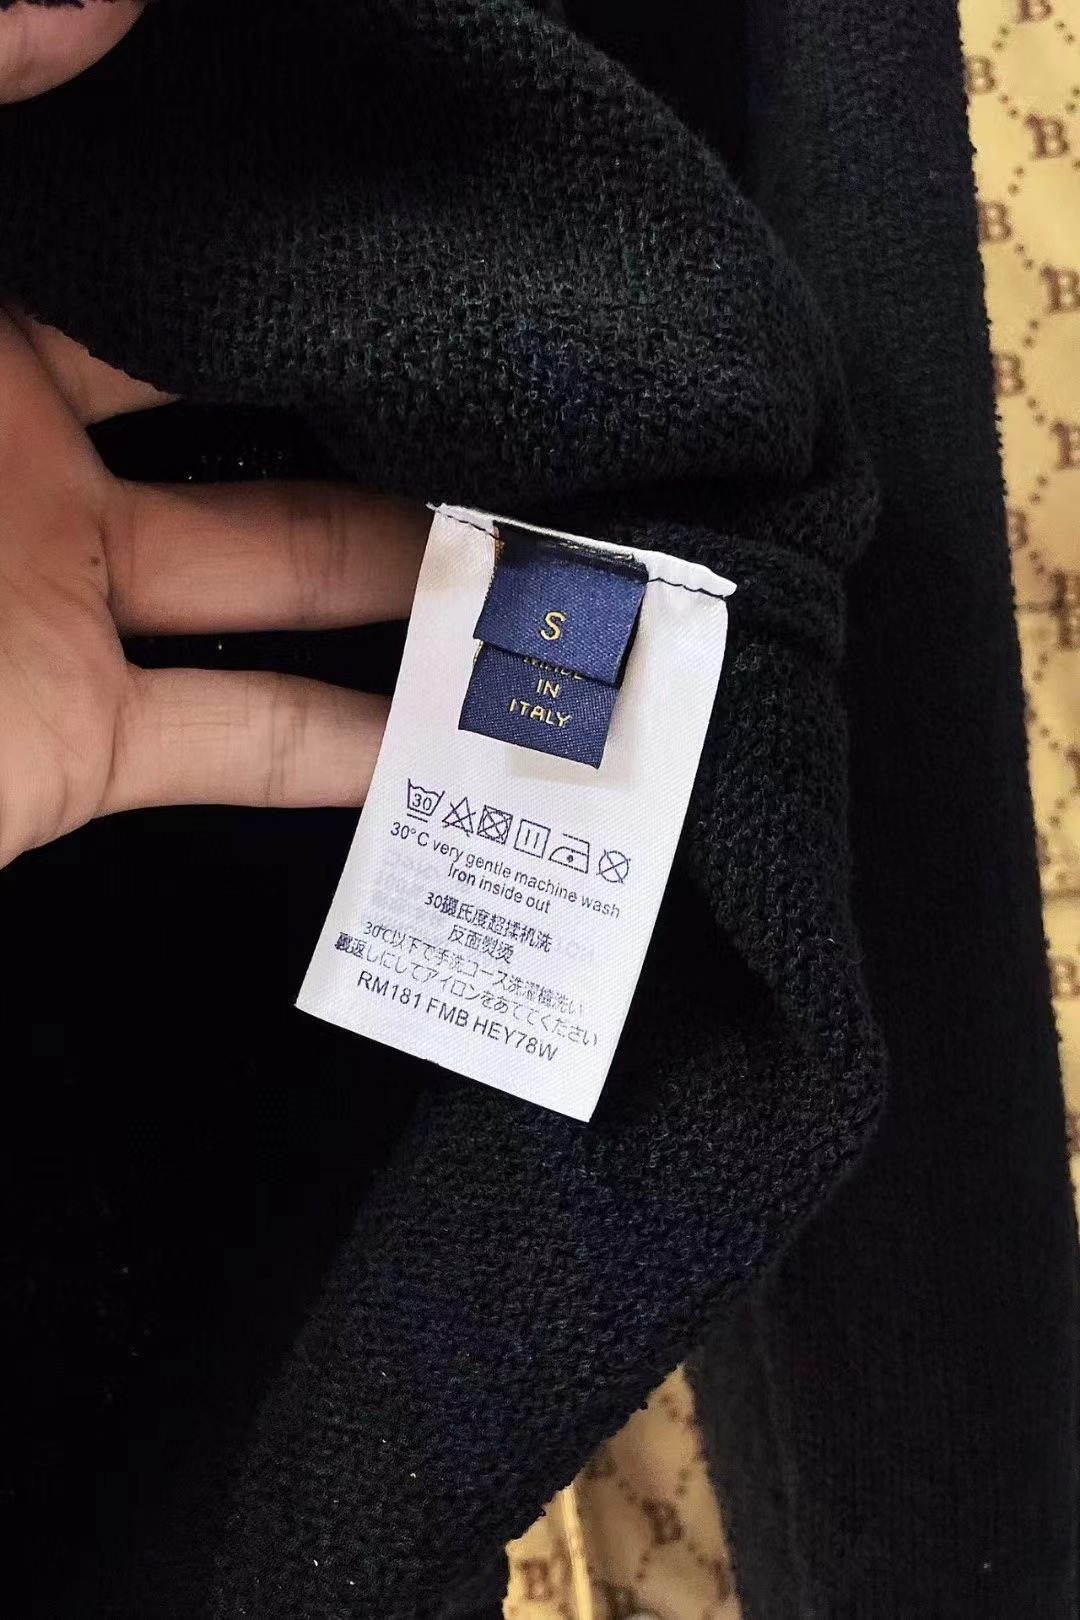 S
MADE
IN
ITALY
30
30°C very gentle machine wash
Iron inside out
30攝氏度超揉机洗
反面熨烫
30℃以下で手洗コース洗濯機洗い
裏返しにしてアイロンをあててください
RM181 FMB HEY78W
B
B
B
B
B
B
B
B
B
B
B
B